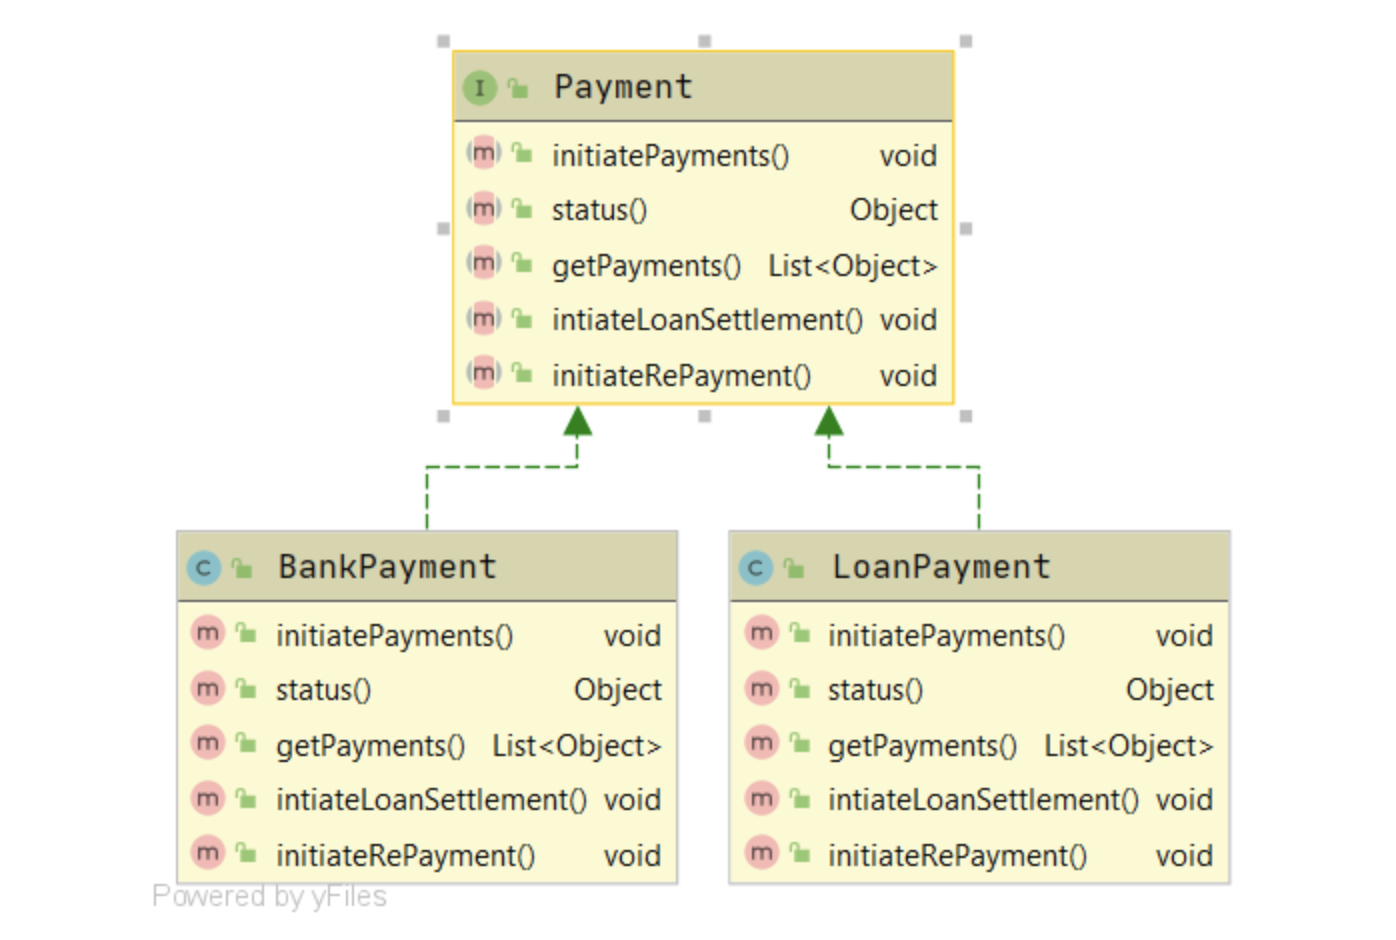 I Payment
m initiatePayments() void
m status() Object
m getPayments() List<Object>
m intiateLoanSettlement() void
m initiateRePayment() void
C BankPayment
m initiatePayments() void
m status() Object
m getPayments() List<Object>
m intiateLoanSettlement() void
m initiateRePayment() void
C LoanPayment
m initiatePayments() void
m status() Object
m getPayments() List<Object>
m intiateLoanSettlement() void
m initiateRePayment() void
Powered by yFiles